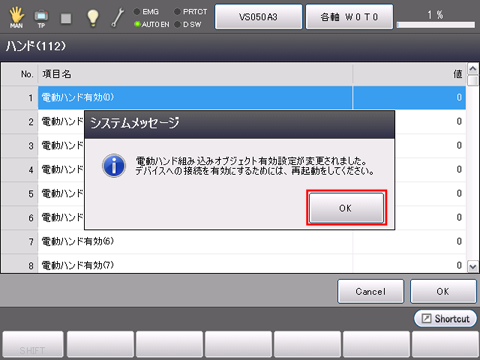 MAN
TP
EMG
AUTO EN
PRTCT
D SW
VS050A3
各軸 W 0 T 0
1 %
ハンド(112)
No. 項目名 値
1 電動ハンド有効(0) 0
2 電動ハンド 0
3 電動ハンド 0
4 電動ハンド 0
5 電動ハンド 0
6 電動ハンド 0
7 電動ハンド有効(6) 0
8 電動ハンド有効(7) 0
システムメッセージ
電動ハンド組み込みオブジェクト有効設定が変更されました。
デバイスへの接続を有効にするためには、再起動をしてください。
OK
Cancel OK
Shortcut
SHIFT